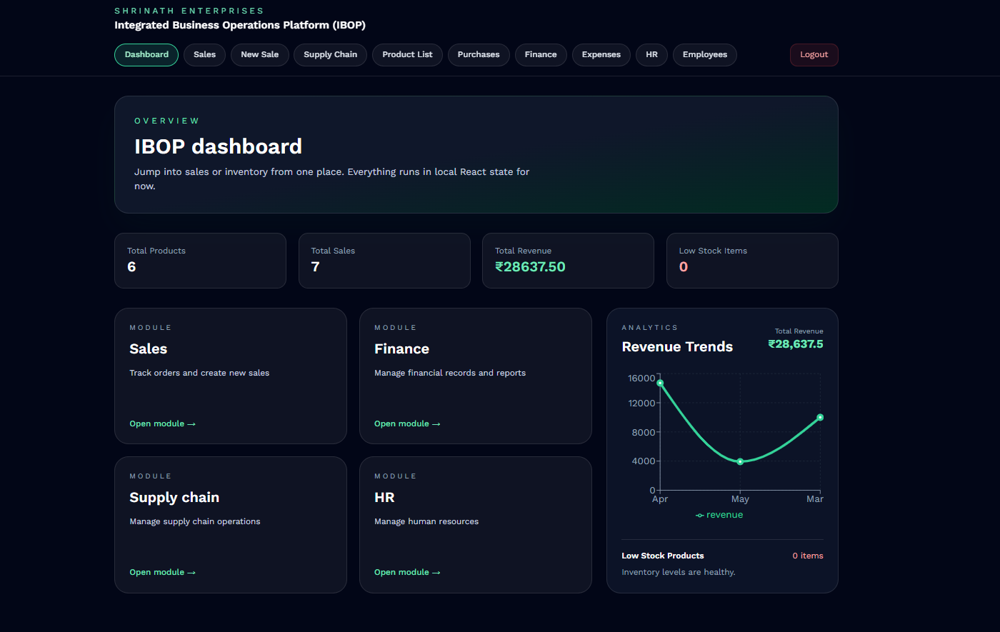 SHRINATH ENTERPRISES
Integrated Business Operations Platform (IBOP)
Dashboard Sales New Sale Supply Chain Product List Purchases Finance Expenses HR Employees Logout
OVERVIEW
IBOP dashboard
Jump into sales or inventory from one place. Everything runs in local React state for
now.
Total Products
6
Total Sales
7
Total Revenue
₹28637.50
Low Stock Items
0
MODULE
Sales
Track orders and create new sales
Open module →
MODULE
Finance
Manage financial records and reports
Open module →
MODULE
Supply chain
Manage supply chain operations
Open module →
MODULE
HR
Manage human resources
Open module →
ANALYTICS
Revenue Trends
Total Revenue
₹28,637.5
16000
12000
8000
4000
0
Apr May Mar
revenue
Low Stock Products 0 items
Inventory levels are healthy.